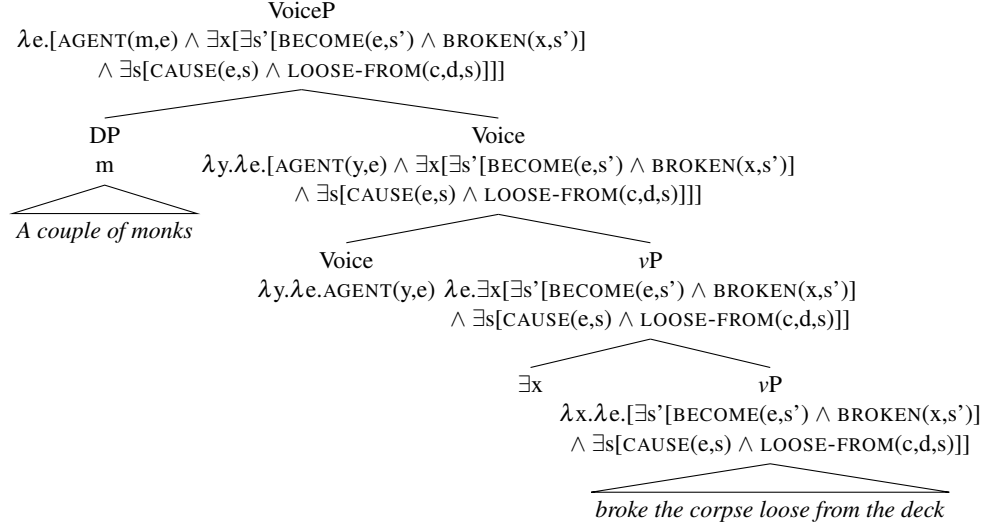 VoiceP
λe.[AGENT(m,e) ∧ ∃x[∃s’[BECOME(e,s’) ∧ BROKEN(x,s’)]
∧ ∃s[CAUSE(e,s) ∧ LOOSE-FROM(c,d,s)]]]
DP
m
A couple of monks
Voice
λy.λe.[AGENT(y,e) ∧ ∃x[∃s’[BECOME(e,s’) ∧ BROKEN(x,s’)]
∧ ∃s[CAUSE(e,s) ∧ LOOSE-FROM(c,d,s)]]]
Voice
λy.λe.AGENT(y,e)
vP
λe.∃x[∃s’[BECOME(e,s’) ∧ BROKEN(x,s’)]
∧ ∃s[CAUSE(e,s) ∧ LOOSE-FROM(c,d,s)]]
∃x
vP
λx.λe.[∃s’[BECOME(e,s’) ∧ BROKEN(x,s’)]
∧ ∃s[CAUSE(e,s) ∧ LOOSE-FROM(c,d,s)]]
broke the corpse loose from the deck